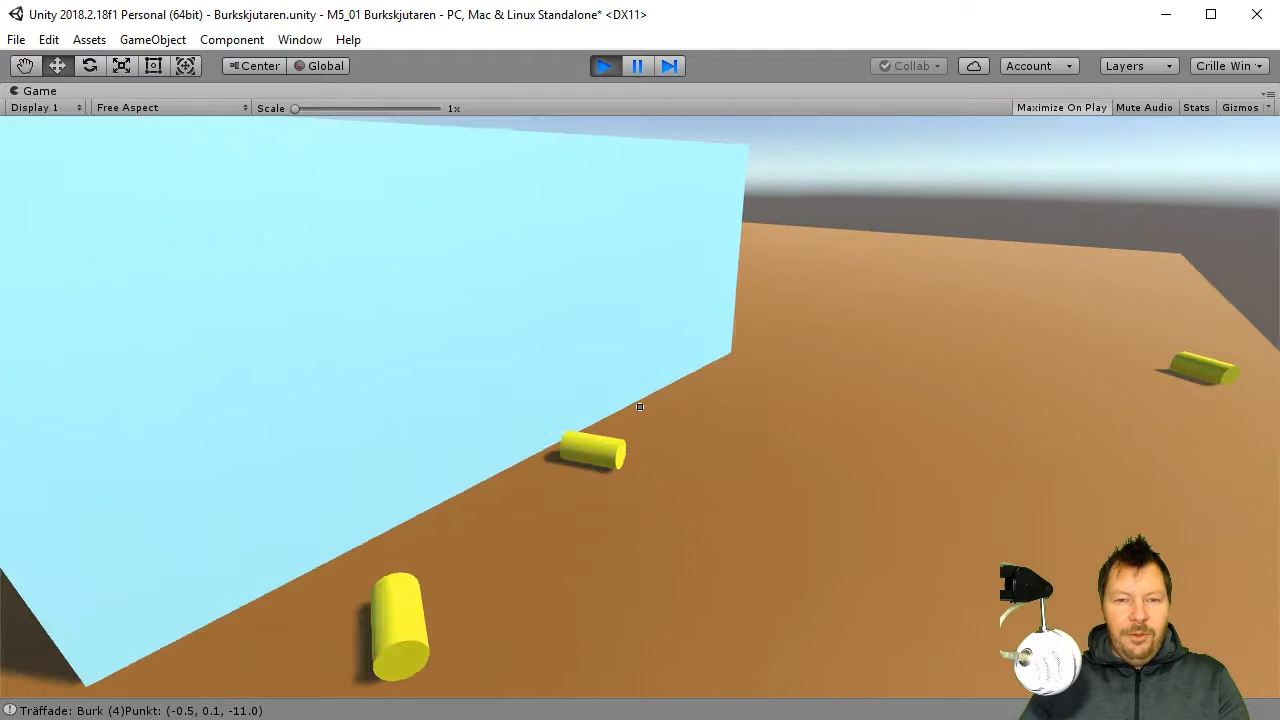 Unity 2018.2.18f1 Personal (64bit) - Burkskjutaren.unity - M5_01 Burkskjutaren - PC, Mac & Linux Standalone* <DX11>
File Edit Assets GameObject Component Window Help
Center Global Collab Account Layers Crille Win
Game
Display 1 Free Aspect Scale 1x Maximize On Play Mute Audio Stats Gizmos
Träffade: Burk (4)Punkt: (-0.5, 0.1, -11.0)